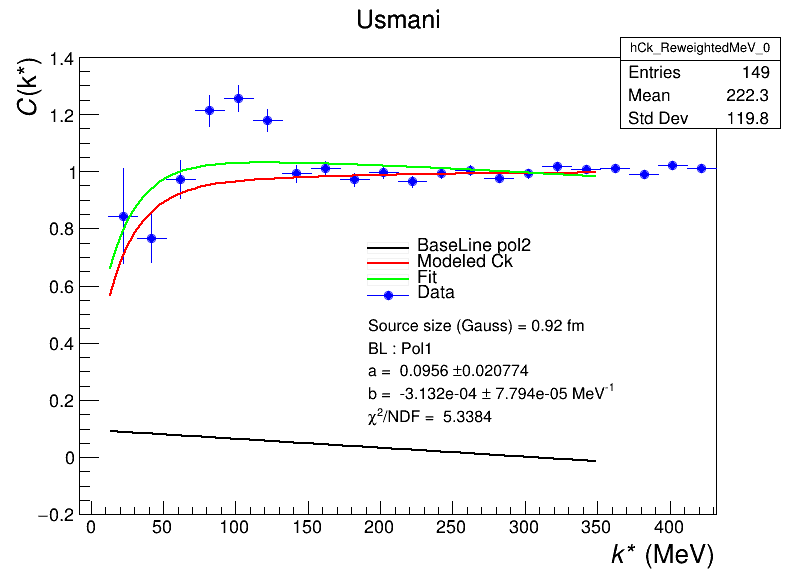 Usmani
hCk_ReweightedMeV_0
Entries 149
Mean 222.3
Std Dev 119.8
C(k*)
1.4
1.2
1
0.8
0.6
0.4
0.2
0
−0.2
BaseLine pol2
Modeled Ck
Fit
Data
Source size (Gauss) = 0.92 fm
BL : Pol1
a = 0.0956 ±0.020774
b = -3.132e-04 ± 7.794e-05 MeV⁻¹
χ²/NDF = 5.3384
0 50 100 150 200 250 300 350 400
k* (MeV)